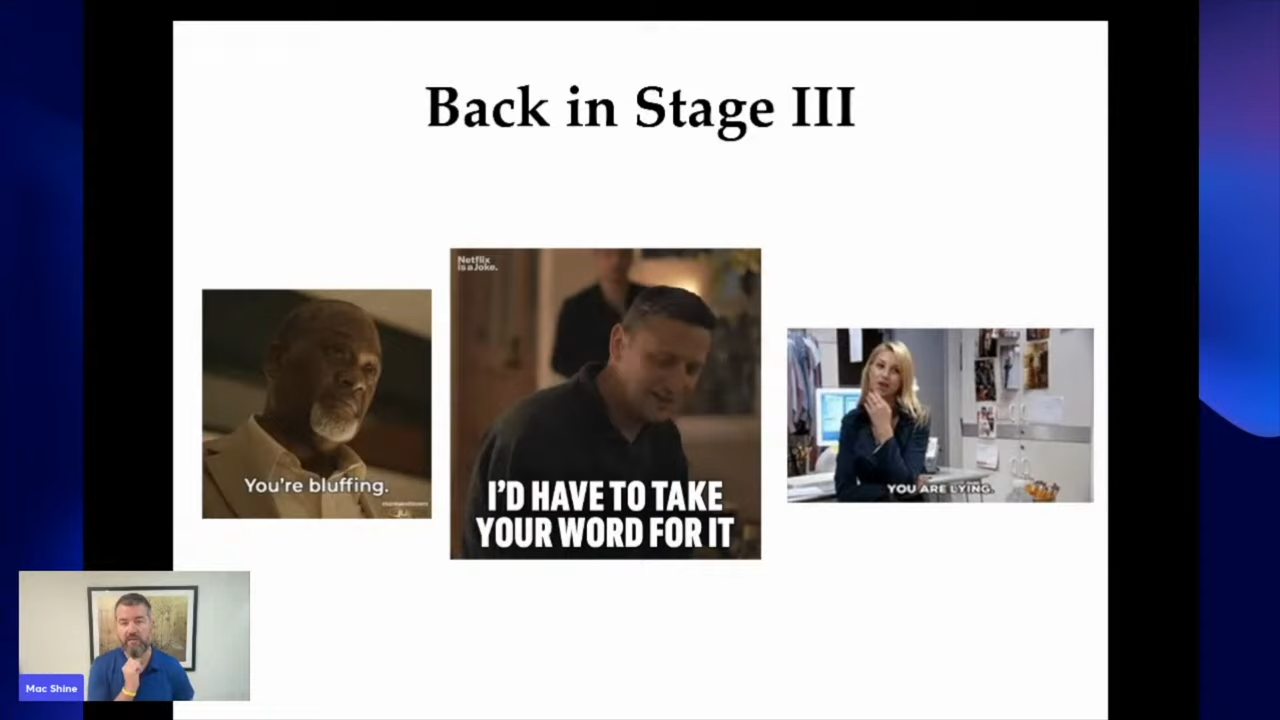 Back in Stage III
Netflix
is a Joke.
You're bluffing.
I'D HAVE TO TAKE
YOUR WORD FOR IT
YOU ARE LYING.
Mac Shine